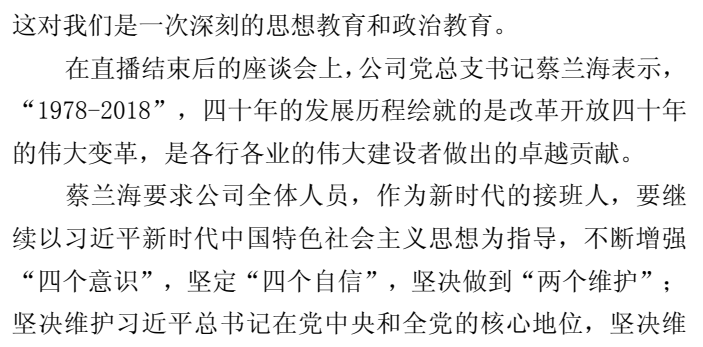 这对我们是一次深刻的思想教育和政治教育。
在直播结束后的座谈会上,公司党总支书记蔡兰海表示,
“1978-2018”，四十年的发展历程绘就的是改革开放四十年
的伟大变革，是各行各业的伟大建设者做出的卓越贡献。
蔡兰海要求公司全体人员，作为新时代的接班人，要继
续以习近平新时代中国特色社会主义思想为指导，不断增强
“四个意识”，坚定“四个自信”，坚决做到“两个维护”；
坚决维护习近平总书记在党中央和全党的核心地位，坚决维